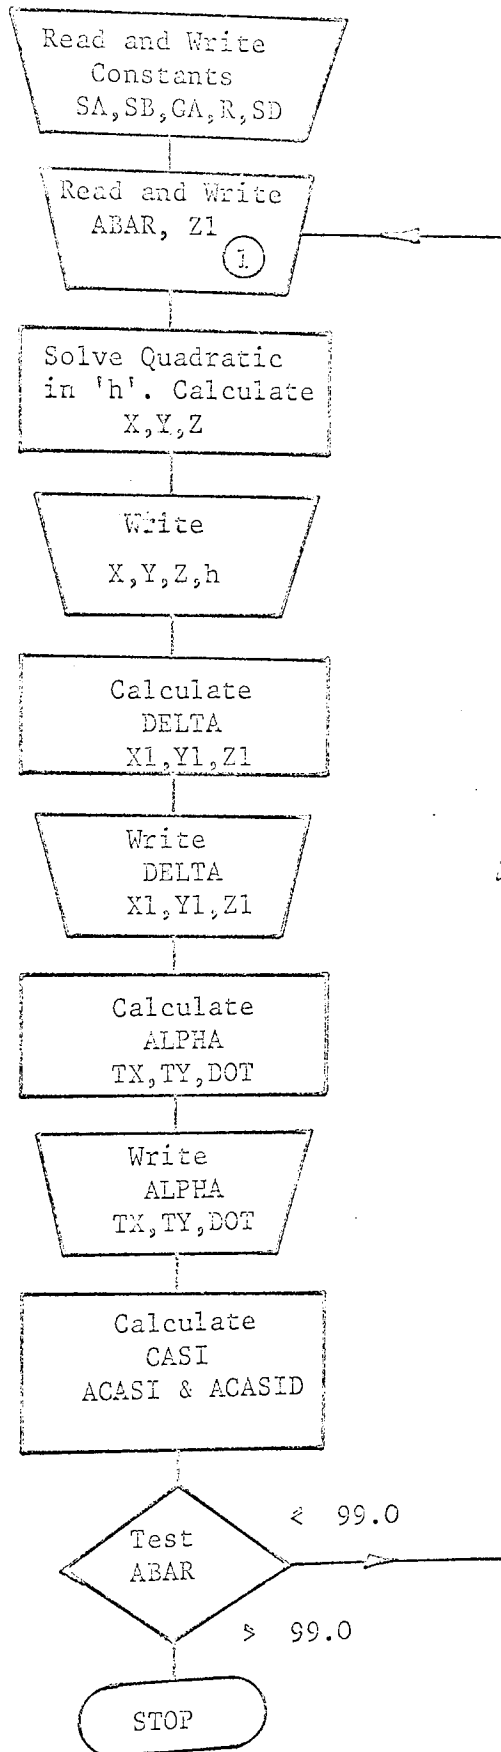 Read and Write
Constants
SA,SB,GA,R,SD
Read and Write
ABAR, Z1
1
Solve Quadratic
in 'h'. Calculate
X,Y,Z
Write
X,Y,Z,h
Calculate
DELTA
X1,Y1,Z1
Write
DELTA
X1,Y1,Z1
Calculate
ALPHA
TX,TY,DOT
Write
ALPHA
TX,TY,DOT
Calculate
CASI
ACASI & ACASID
< 99.0
Test
ABAR
> 99.0
STOP